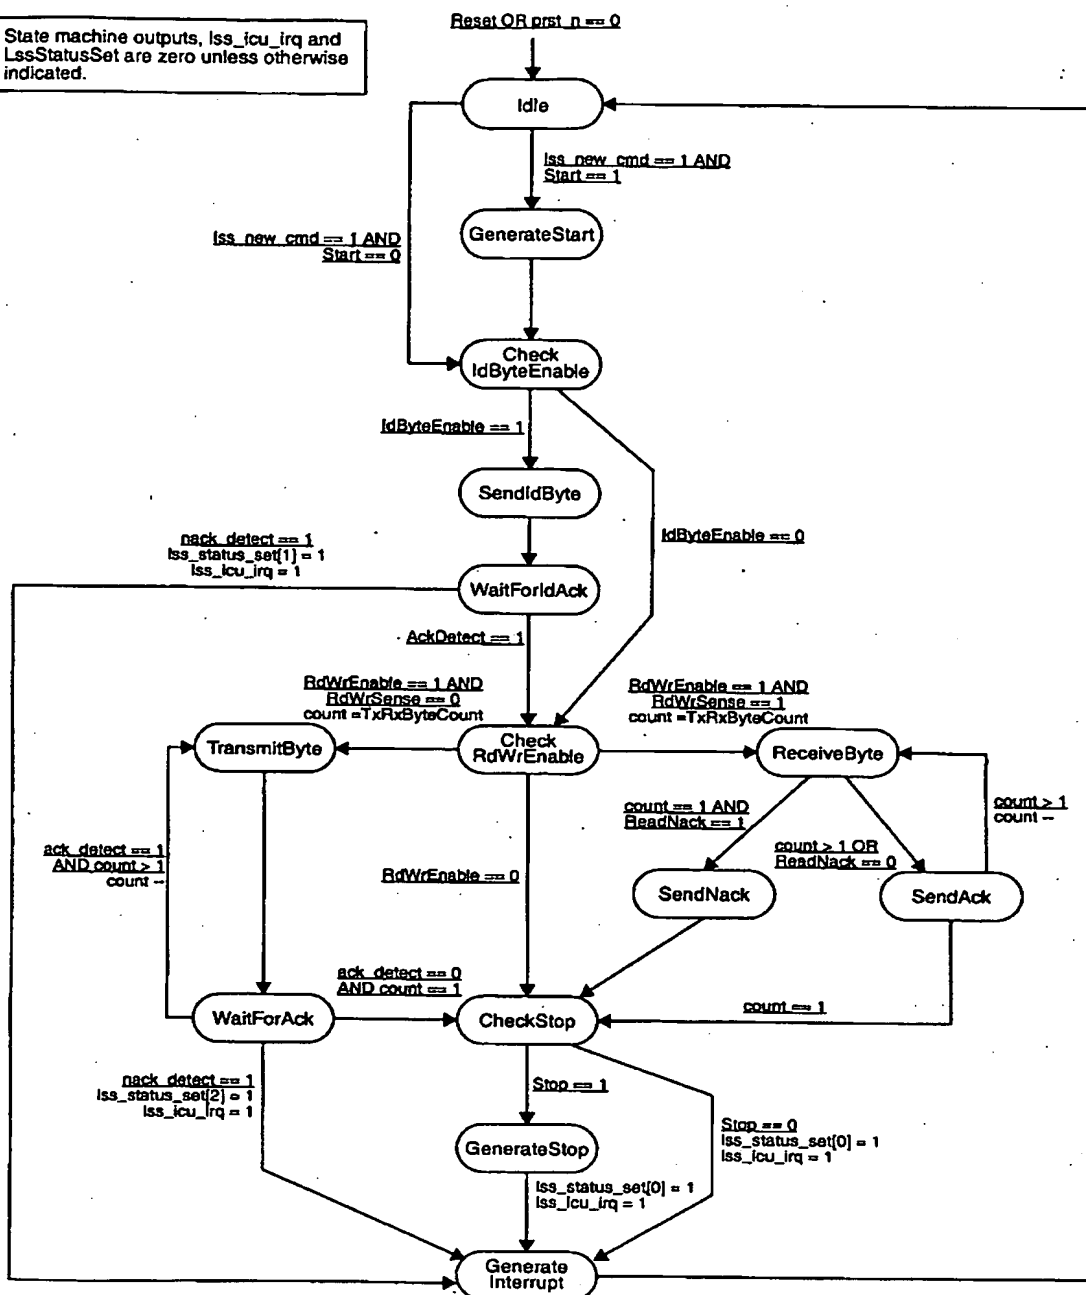 Reset OR prst_n == 0
State machine outputs, lss_icu_irq and
LssStatusSet are zero unless otherwise
indicated.
Idle
lss_new_cmd == 1 AND
Start == 1
GenerateStart
lss_new_cmd == 1 AND
Start == 0
Check
IdByteEnable
IdByteEnable == 1
SendIdByte
IdByteEnable == 0
nack_detect == 1
lss_status_set[1] = 1
lss_icu_irq = 1
WaitForIdAck
AckDetect == 1
RdWrEnable == 1 AND
RdWrSense == 0
count =TxRxByteCount
RdWrEnable == 1 AND
RdWrSense == 1
count =TxRxByteCount
TransmitByte
Check
RdWrEnable
ReceiveByte
count == 1 AND
ReadNack == 1
count > 1
count --
ack_detect == 1
AND count > 1
count --
RdWrEnable == 0
count > 1 OR
ReadNack == 0
SendNack
SendAck
ack_detect == 0
AND count == 1
WaitForAck
CheckStop
count == 1
nack_detect == 1
lss_status_set[2] = 1
lss_icu_irq = 1
Stop == 1
Stop == 0
lss_status_set[0] = 1
lss_icu_irq = 1
GenerateStop
lss_status_set[0] = 1
lss_icu_irq = 1
Generate
Interrupt